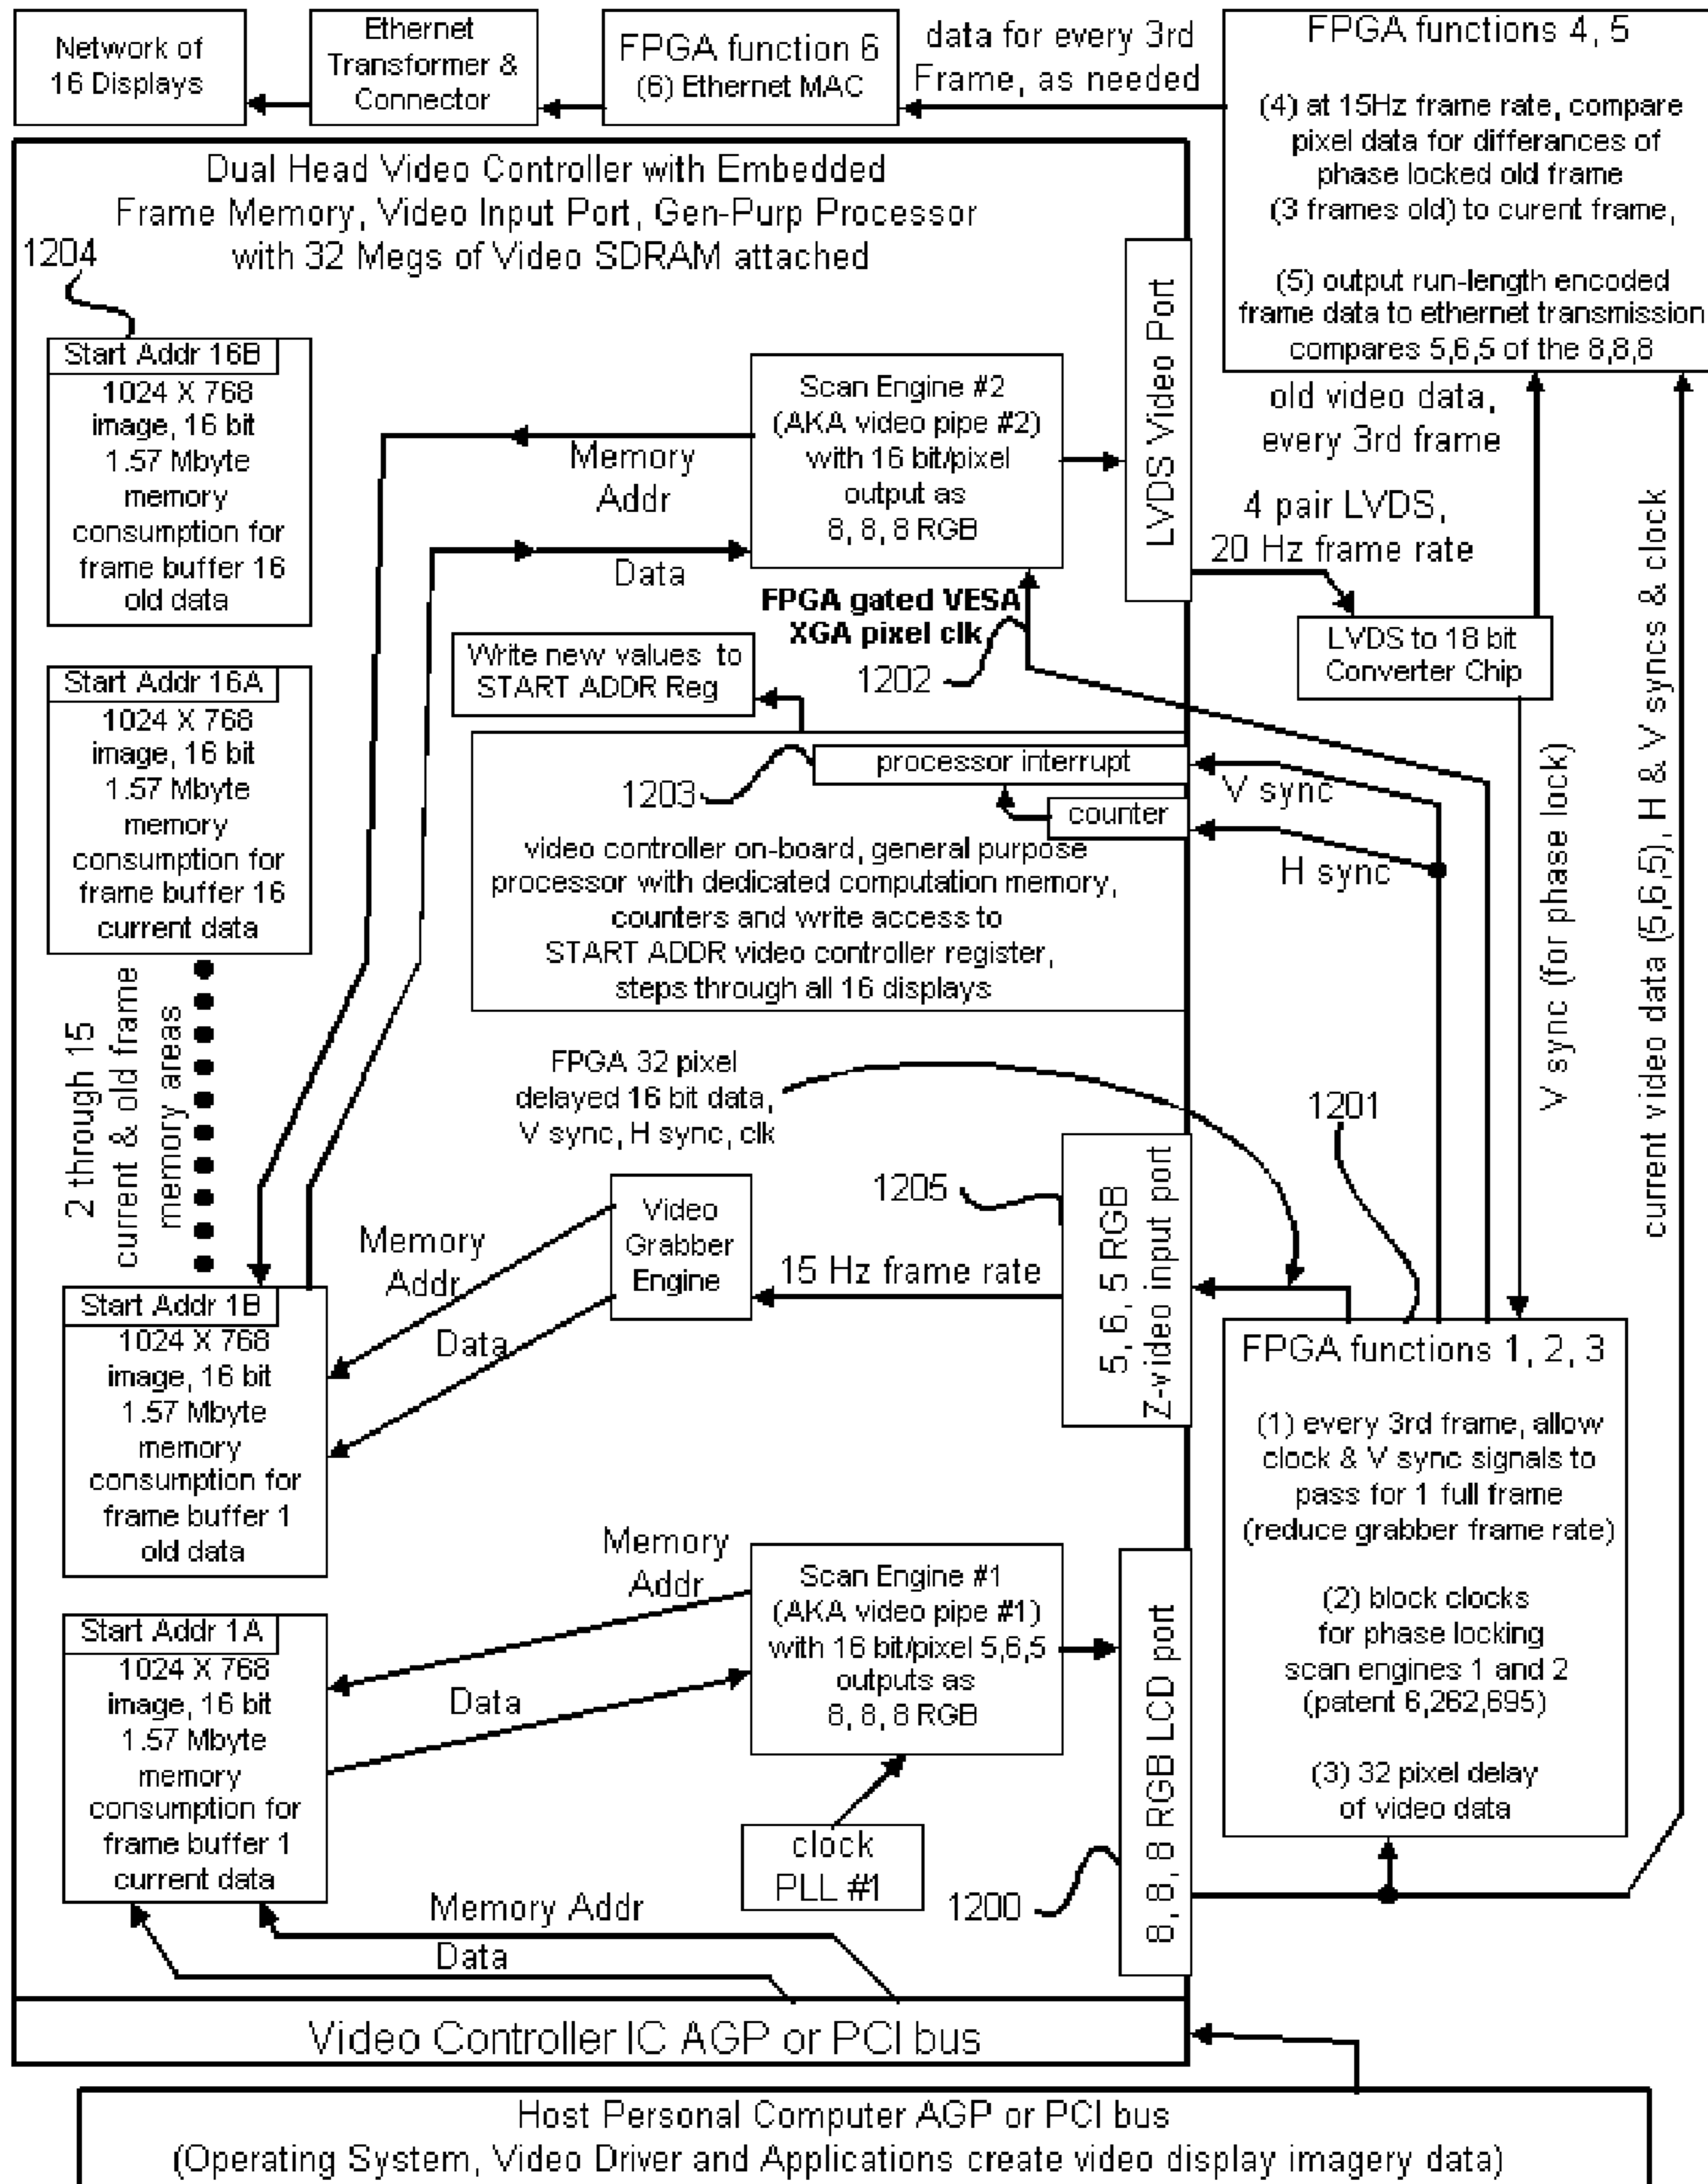 Network of
16 Displays
Ethernet
Transformer &
Connector
FPGA function 6
(6) Ethernet MAC
data for every 3rd
Frame, as needed
FPGA functions 4, 5
(4) at 15Hz frame rate, compare
pixel data for differances of
phase locked old frame
(3 frames old) to curent frame,
(5) output run-length encoded
frame data to ethernet transmission
compares 5,6,5 of the 8,8,8
Dual Head Video Controller with Embedded
Frame Memory, Video Input Port, Gen-Purp Processor
with 32 Megs of Video SDRAM attached
1204
Start Addr 16B
1024 X 768
image, 16 bit
1.57 Mbyte
memory
consumption for
frame buffer 16
old data
Memory
Addr
Data
Scan Engine #2
(AKA video pipe #2)
with 16 bit/pixel
output as
8, 8, 8 RGB
LVDS Video Port
old video data,
every 3rd frame
4 pair LVDS,
20 Hz frame rate
LVDS to 18 bit
Converter Chip
FPGA gated VESA
XGA pixel clk
1202
Write new values to
START ADDR Reg
Start Addr 16A
1024 X 768
image, 16 bit
1.57 Mbyte
memory
consumption for
frame buffer 16
current data
processor interrupt
1203
counter
V sync
H sync
video controller on-board, general purpose
processor with dedicated computation memory,
counters and write access to
START ADDR video controller register,
steps through all 16 displays
V sync (for phase lock)
current video data (5,6,5), H & V syncs & clock
2 through 15
current & old frame
memory areas
FPGA 32 pixel
delayed 16 bit data,
V sync, H sync, clk
1201
1205
5, 6, 5 RGB
Z-video input port
Video
Grabber
Engine
15 Hz frame rate
Memory
Addr
Data
Start Addr 1B
1024 X 768
image, 16 bit
1.57 Mbyte
memory
consumption for
frame buffer 1
old data
FPGA functions 1, 2, 3
(1) every 3rd frame, allow
clock & V sync signals to
pass for 1 full frame
(reduce grabber frame rate)
(2) block clocks
for phase locking
scan engines 1 and 2
(patent 6,262,695)
(3) 32 pixel delay
of video data
Memory
Addr
Data
Scan Engine #1
(AKA video pipe #1)
with 16 bit/pixel 5,6,5
outputs as
8, 8, 8 RGB
Start Addr 1A
1024 X 768
image, 16 bit
1.57 Mbyte
memory
consumption for
frame buffer 1
current data
clock
PLL #1
1200
8, 8, 8 RGB LCD port
Memory Addr
Data
Video Controller IC AGP or PCI bus
Host Personal Computer AGP or PCI bus
(Operating System, Video Driver and Applications create video display imagery data)